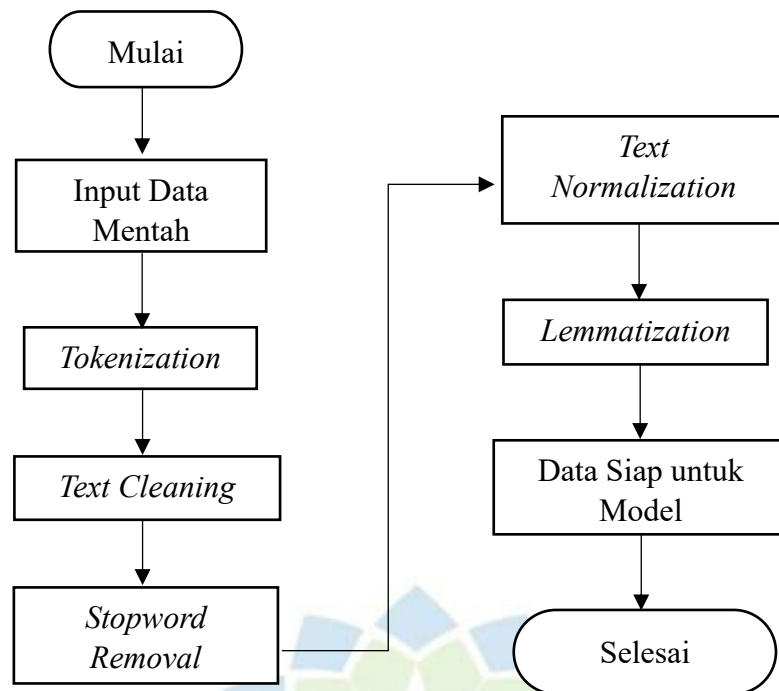 Mulai
Input Data
Mentah
Tokenization
Text Cleaning
Stopword
Removal
Text
Normalization
Lemmatization
Data Siap untuk
Model
Selesai